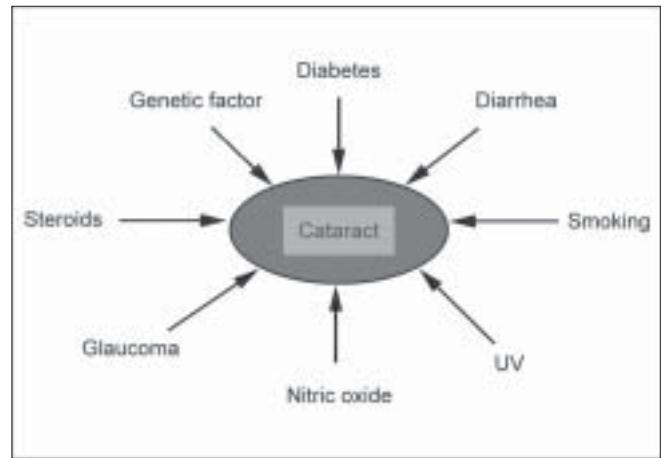 Diabetes
Genetic factor
Diarrhea
Steroids
Cataract
Smoking
Glaucoma
UV
Nitric oxide